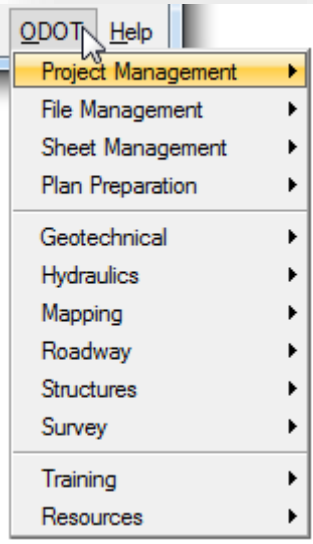 ODOT Help
Project Management
File Management
Sheet Management
Plan Preparation
Geotechnical
Hydraulics
Mapping
Roadway
Structures
Survey
Training
Resources